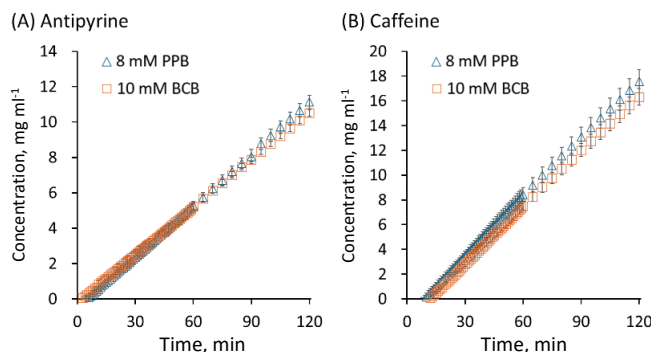 (A) Antipyrine
Concentration, mg ml⁻¹
14
12
10
8
6
4
2
0
8 mM PPB
10 mM BCB
0 30 60 90 120
Time, min
(B) Caffeine
Concentration, mg ml⁻¹
20
18
16
14
12
10
8
6
4
2
0
8 mM PPB
10 mM BCB
0 30 60 90 120
Time, min